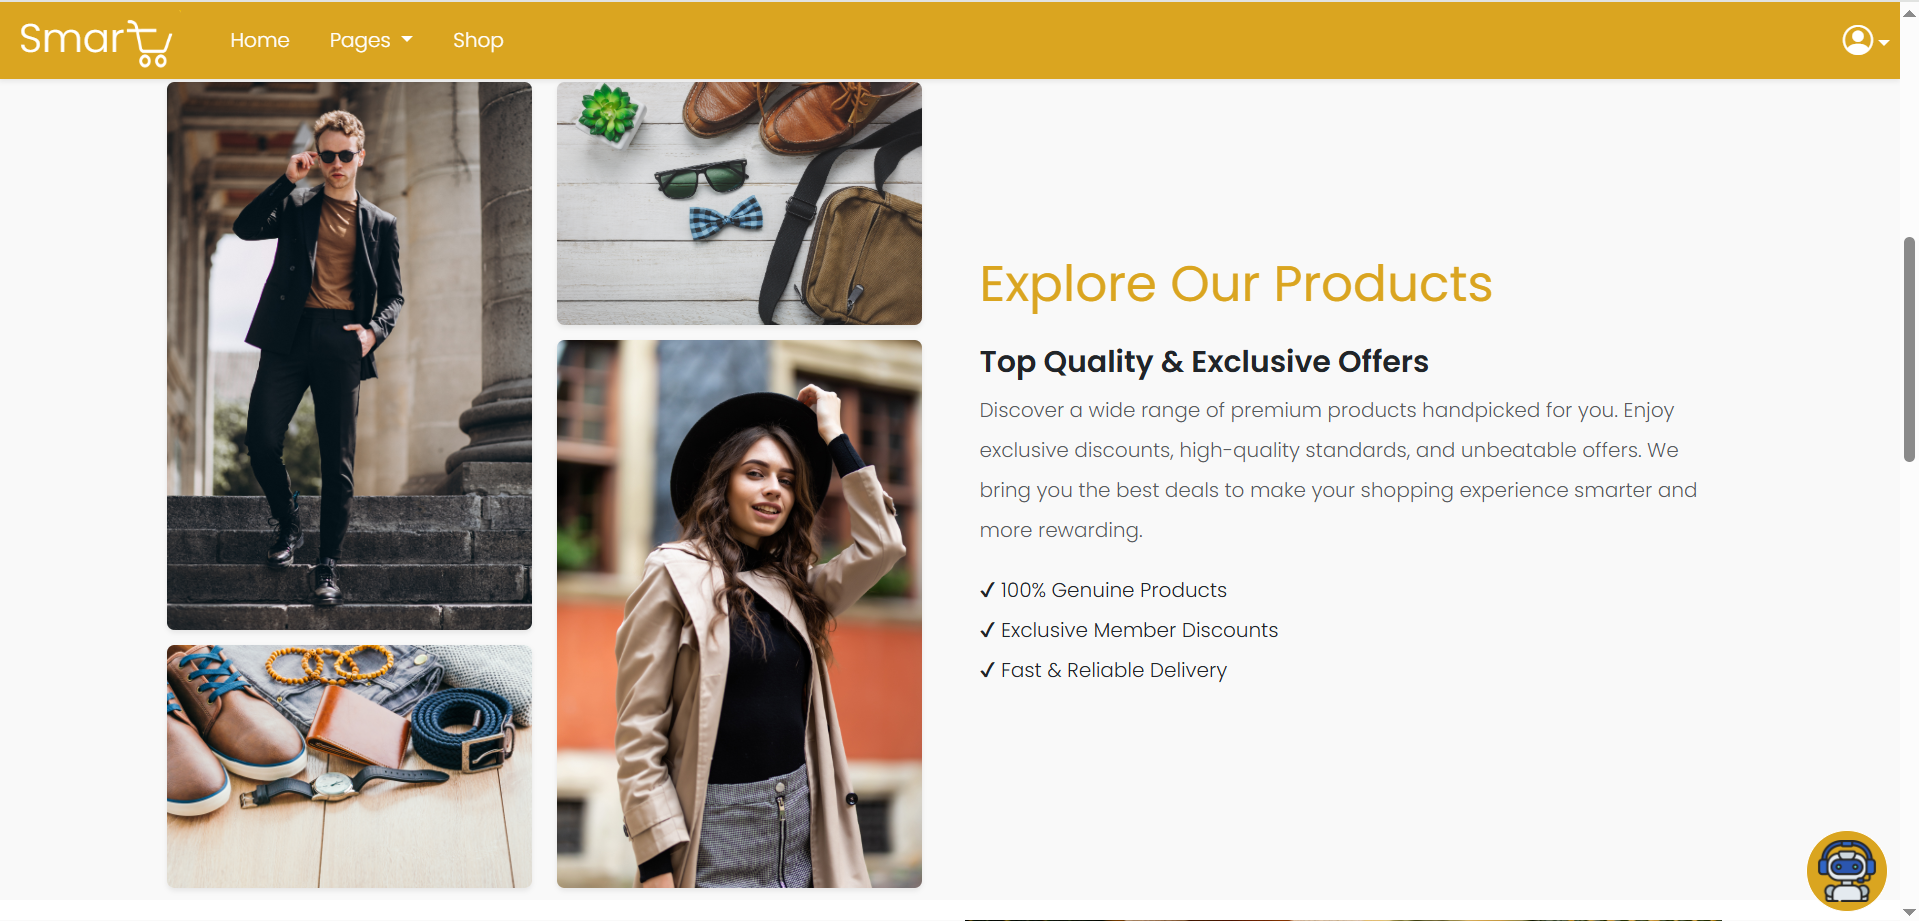 Smart
Home
Pages
Shop
Explore Our Products
Top Quality & Exclusive Offers
Discover a wide range of premium products handpicked for you. Enjoy
exclusive discounts, high-quality standards, and unbeatable offers. We
bring you the best deals to make your shopping experience smarter and
more rewarding.
✓ 100% Genuine Products
✓ Exclusive Member Discounts
✓ Fast & Reliable Delivery